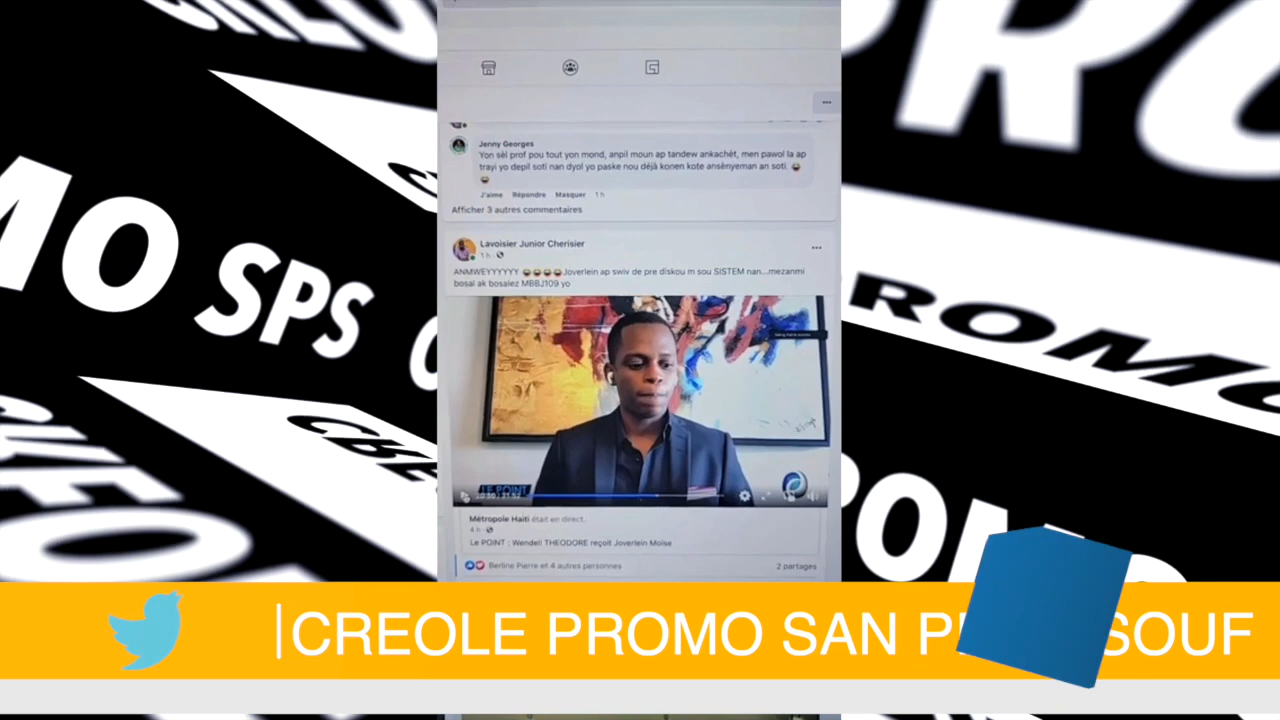 Jenny Georges
Yon sèl prof pou tout yon mond, anpil moun ap tandew ankachèt, men pawol la ap
trayi yo depil soti nan dyol yo paske nou déjà konen kote ansènyeman an soti.
J'aime Répondre Masquer 1 h
Afficher 3 autres commentaires
Lavoisier Junior Cherisier
1 h
ANMWEYYYYYY Joverlein ap swiv de pre diskou m sou SISTEM nan...mezanmi
bosal ak bosalez MBBJ109 yo
LE POINT
Métropole Haiti était en direct.
4 h
Le POINT : Wendell THEODORE reçoit Joverlein Moise
Berline Pierre et 4 autres personnes
2 partages
MO SPS
CRE
PROMO
CREOLE PROMO SAN P SOUF